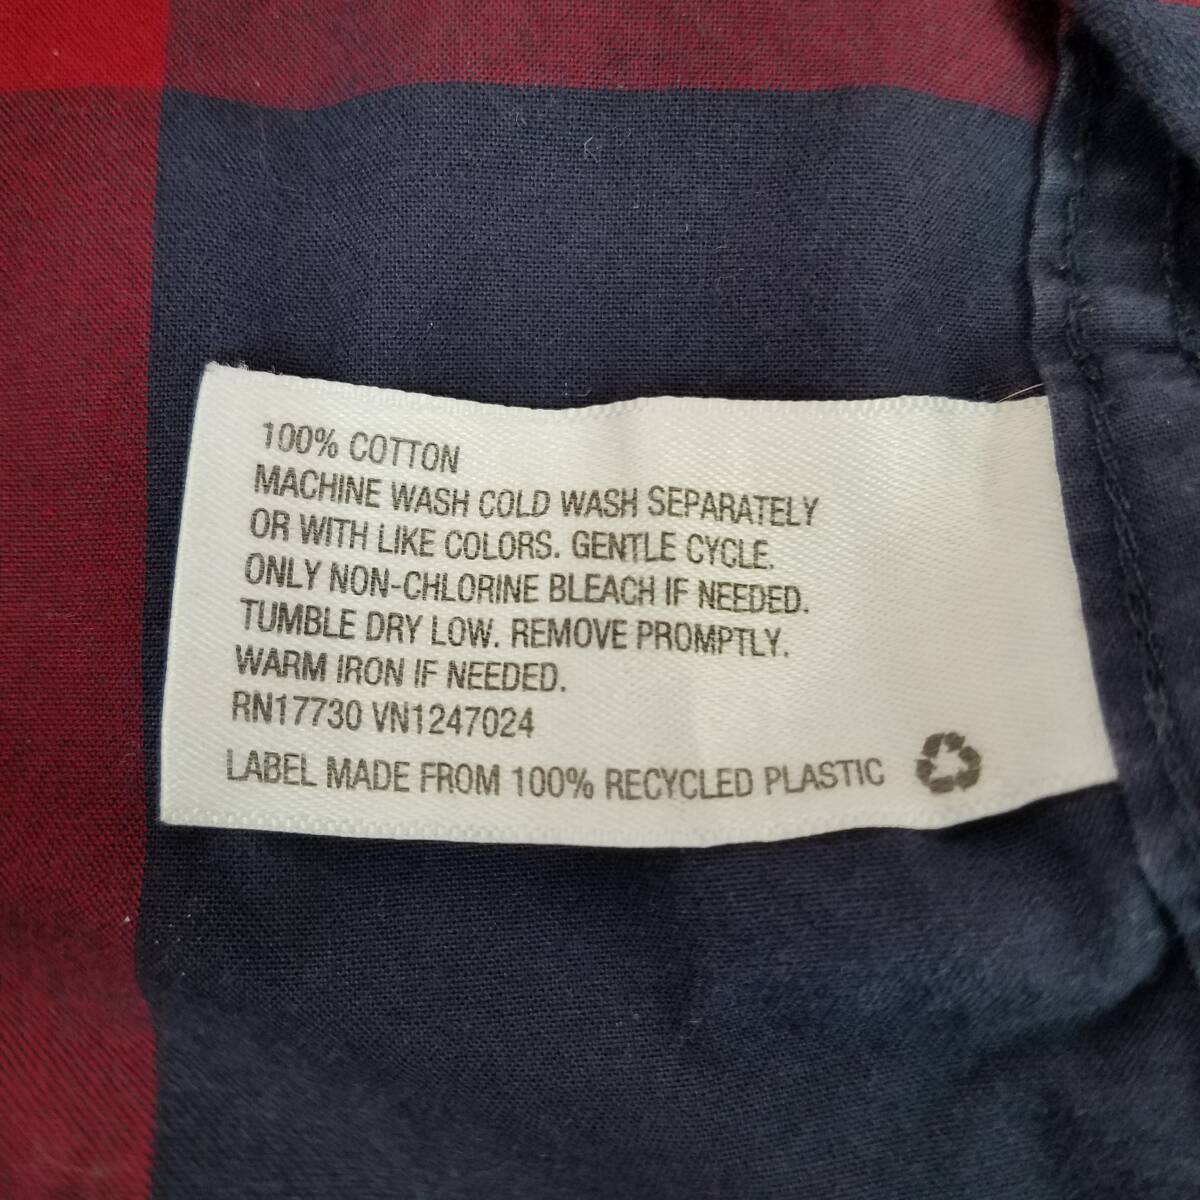 100% COTTON
MACHINE WASH COLD WASH SEPARATELY
OR WITH LIKE COLORS. GENTLE CYCLE.
ONLY NON-CHLORINE BLEACH IF NEEDED.
TUMBLE DRY LOW. REMOVE PROMPTLY.
WARM IRON IF NEEDED.
RN17730 VN1247024
LABEL MADE FROM 100% RECYCLED PLASTIC